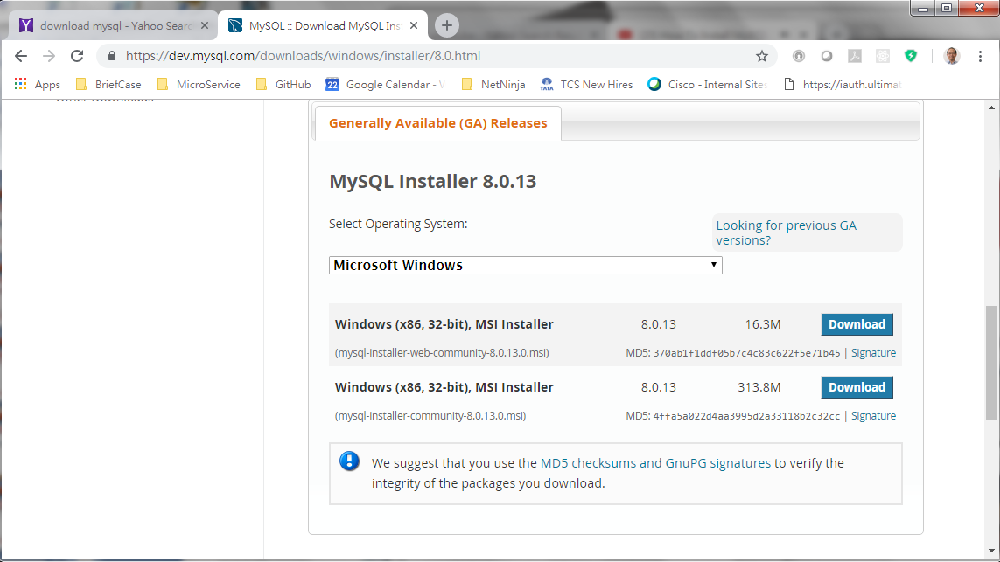 download mysql - Yahoo Searc
MySQL :: Download MySQL Ins
https://dev.mysql.com/downloads/windows/installer/8.0.html
Apps
BriefCase
MicroService
GitHub
22
Google Calendar -
NetNinja
TATA
TCS New Hires
Cisco - Internal Sites
https://iauth.ultimat
Other Downloads
Generally Available (GA) Releases
MySQL Installer 8.0.13
Select Operating System:
Looking for previous GA
versions?
Microsoft Windows
Windows (x86, 32-bit), MSI Installer 8.0.13 16.3M Download
(mysql-installer-web-community-8.0.13.0.msi) MD5: 370ab1f1ddf05b7c4c83c622f5e71b45 | Signature
Windows (x86, 32-bit), MSI Installer 8.0.13 313.8M Download
(mysql-installer-community-8.0.13.0.msi) MD5: 4ffa5a022d4aa3995d2a33118b2c32cc | Signature
We suggest that you use the MD5 checksums and GnuPG signatures to verify the
integrity of the packages you download.